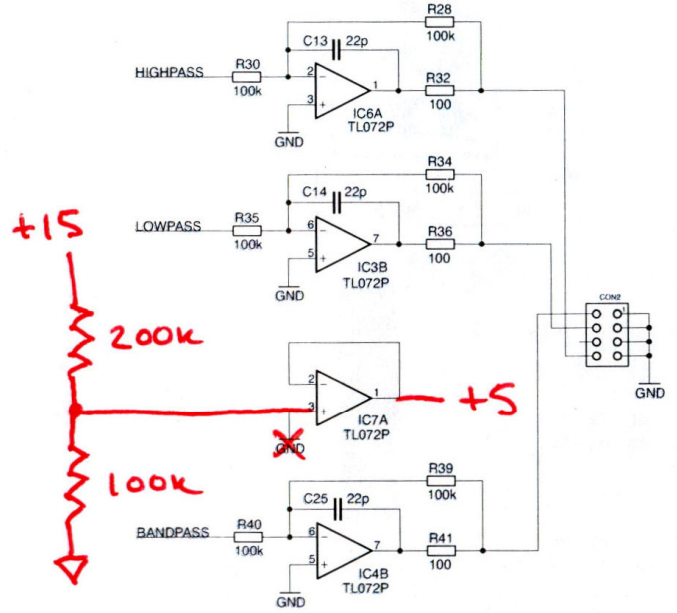 R28
100k
C13 22p
HIGHPASS R30
100k
2
3
1
R32
100
IC6A
TL072P
GND
R34
100k
C14 22p
LOWPASS R35
100k
6
5
7
R36
100
IC3B
TL072P
GND
+15
200k
100k
2
3
1
IC7A
TL072P
GND
+5
CON2
1
GND
R39
100k
C25 22p
BANDPASS R40
100k
6
5
7
R41
100
IC4B
TL072P
GND